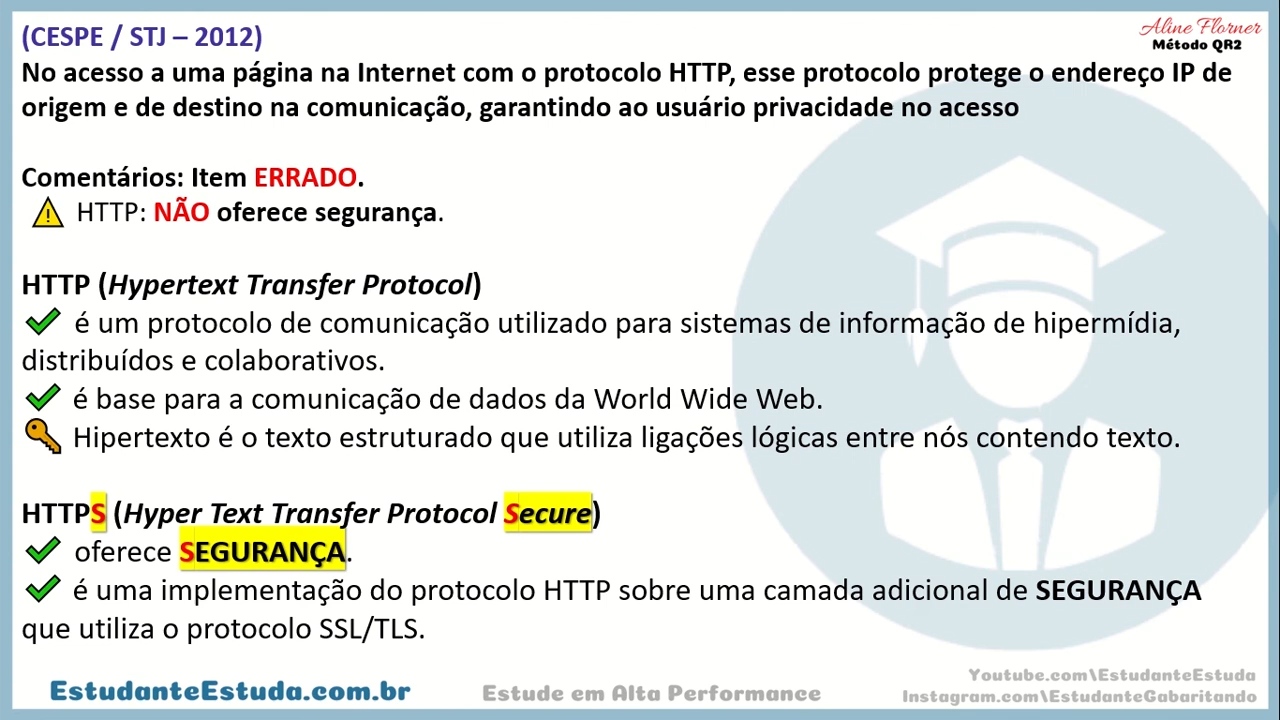 (CESPE / STJ – 2012)
Aline Florner
Método QR2
No acesso a uma página na Internet com o protocolo HTTP, esse protocolo protege o endereço IP de
origem e de destino na comunicação, garantindo ao usuário privacidade no acesso
Comentários: Item ERRADO.
HTTP: NÃO oferece segurança.
HTTP (Hypertext Transfer Protocol)
é um protocolo de comunicação utilizado para sistemas de informação de hipermídia,
distribuídos e colaborativos.
é base para a comunicação de dados da World Wide Web.
Hipertexto é o texto estruturado que utiliza ligações lógicas entre nós contendo texto.
HTTPS (Hyper Text Transfer Protocol Secure)
oferece SEGURANÇA.
é uma implementação do protocolo HTTP sobre uma camada adicional de SEGURANÇA
que utiliza o protocolo SSL/TLS.
EstudanteEstuda.com.br
Estude em Alta Performance
Youtube.com\EstudanteEstuda
Instagram.com\EstudanteGabaritando